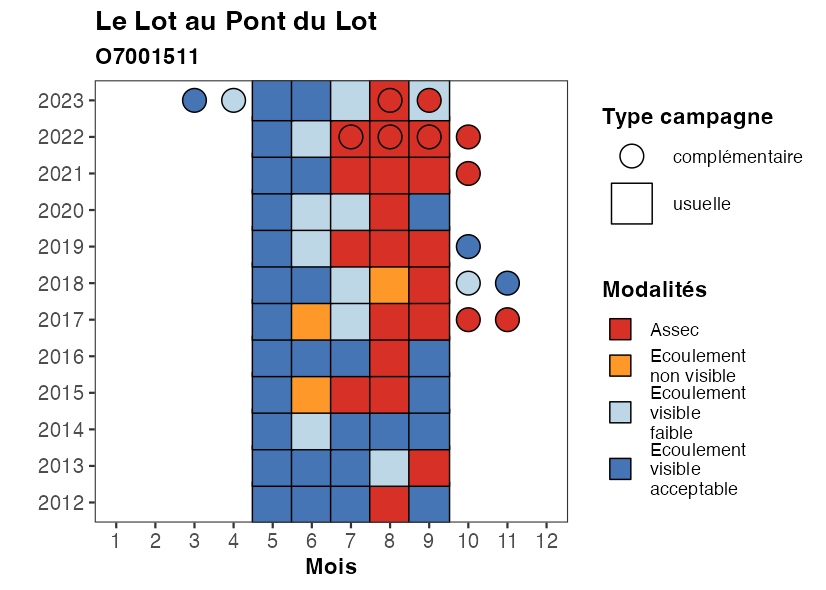 Le Lot au Pont du Lot
O7001511
2023
2022
2021
2020
2019
2018
2017
2016
2015
2014
2013
2012
1 2 3 4 5 6 7 8 9 10 11 12
Mois
Type campagne
complémentaire
usuelle
Modalités
Assec
Ecoulement
non visible
Ecoulement
visible
faible
Ecoulement
visible
acceptable